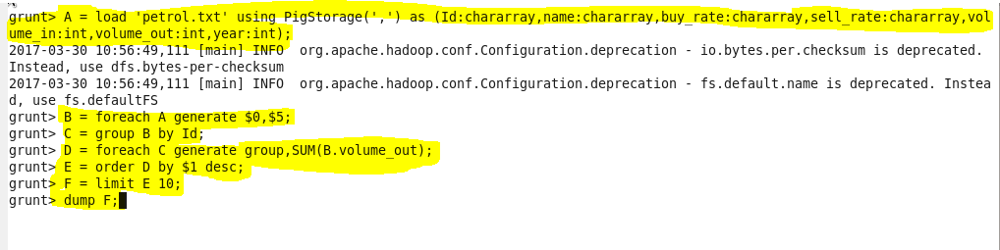 grunt> A = load 'petrol.txt' using PigStorage(',') as (Id:chararray,name:chararray,buy_rate:chararray,sell_rate:chararray,vol
ume_in:int,volume_out:int,year:int);
2017-03-30 10:56:49,111 [main] INFO  org.apache.hadoop.conf.Configuration.deprecation - io.bytes.per.checksum is deprecated.
Instead, use dfs.bytes-per-checksum
2017-03-30 10:56:49,111 [main] INFO  org.apache.hadoop.conf.Configuration.deprecation - fs.default.name is deprecated. Instea
d, use fs.defaultFS
grunt> B = foreach A generate $0,$5;
grunt> C = group B by Id;
grunt> D = foreach C generate group,SUM(B.volume_out);
grunt> E = order D by $1 desc;
grunt> F = limit E 10;
grunt> dump F;